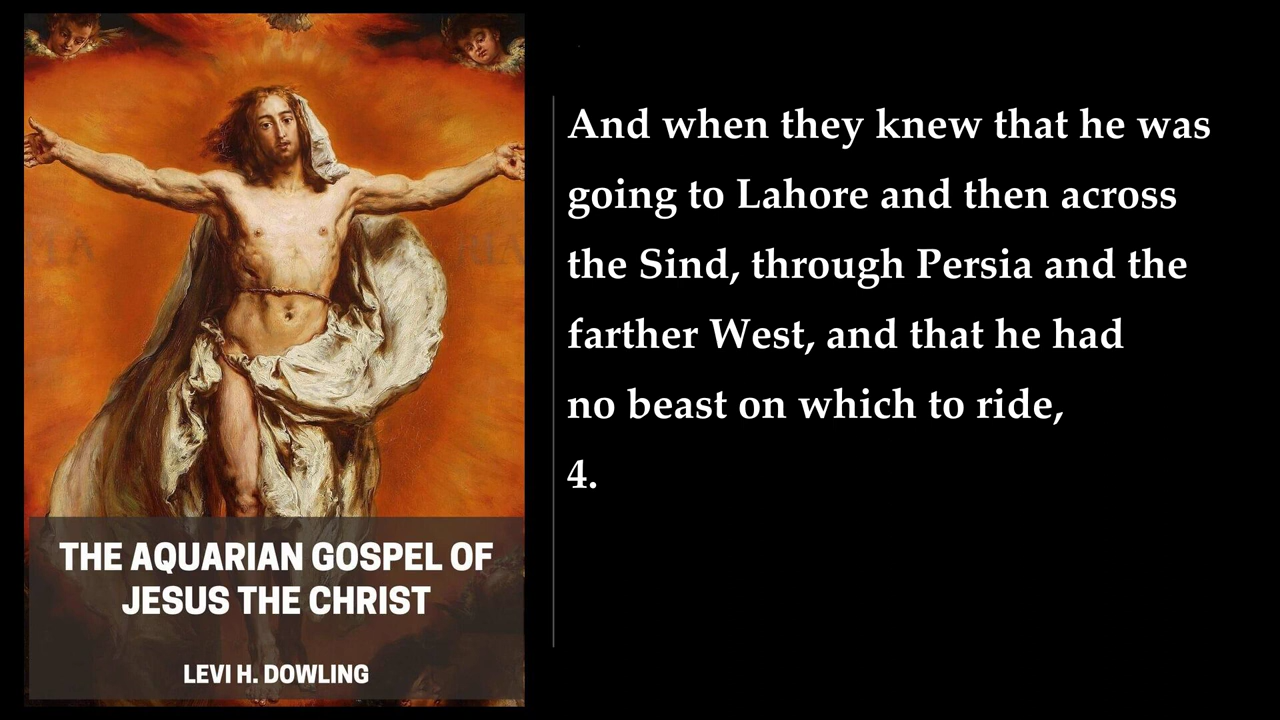 THE AQUARIAN GOSPEL OF
JESUS THE CHRIST
LEVI H. DOWLING
And when they knew that he was
going to Lahore and then across
the Sind, through Persia and the
farther West, and that he had
no beast on which to ride,
4.